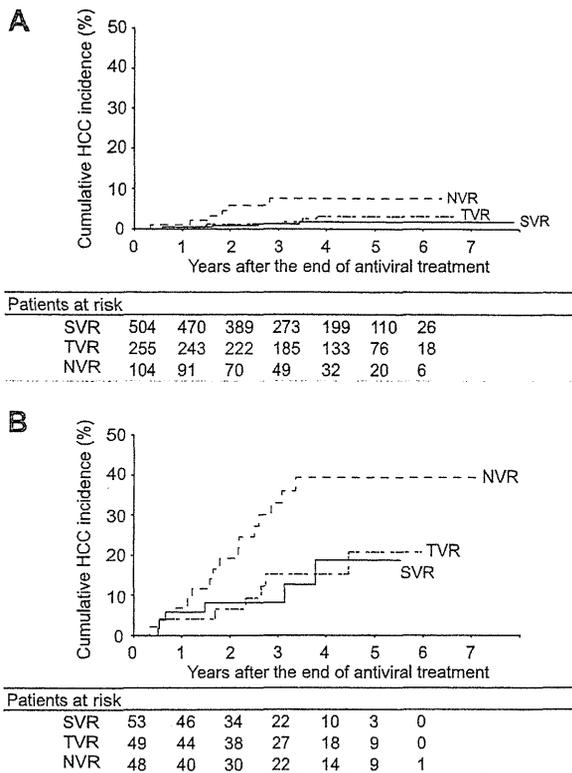 A
Cumulative HCC incidence (%)
50
40
30
20
10
0
NVR
TVR
SVR
0 1 2 3 4 5 6 7
Years after the end of antiviral treatment
Patients at risk
SVR 504 470 389 273 199 110 26
TVR 255 243 222 185 133 76 18
NVR 104 91 70 49 32 20 6
B
Cumulative HCC incidence (%)
50
40
30
20
10
0
NVR
TVR
SVR
0 1 2 3 4 5 6 7
Years after the end of antiviral treatment
Patients at risk
SVR 53 46 34 22 10 3 0
TVR 49 44 38 27 18 9 0
NVR 48 40 30 22 14 9 1